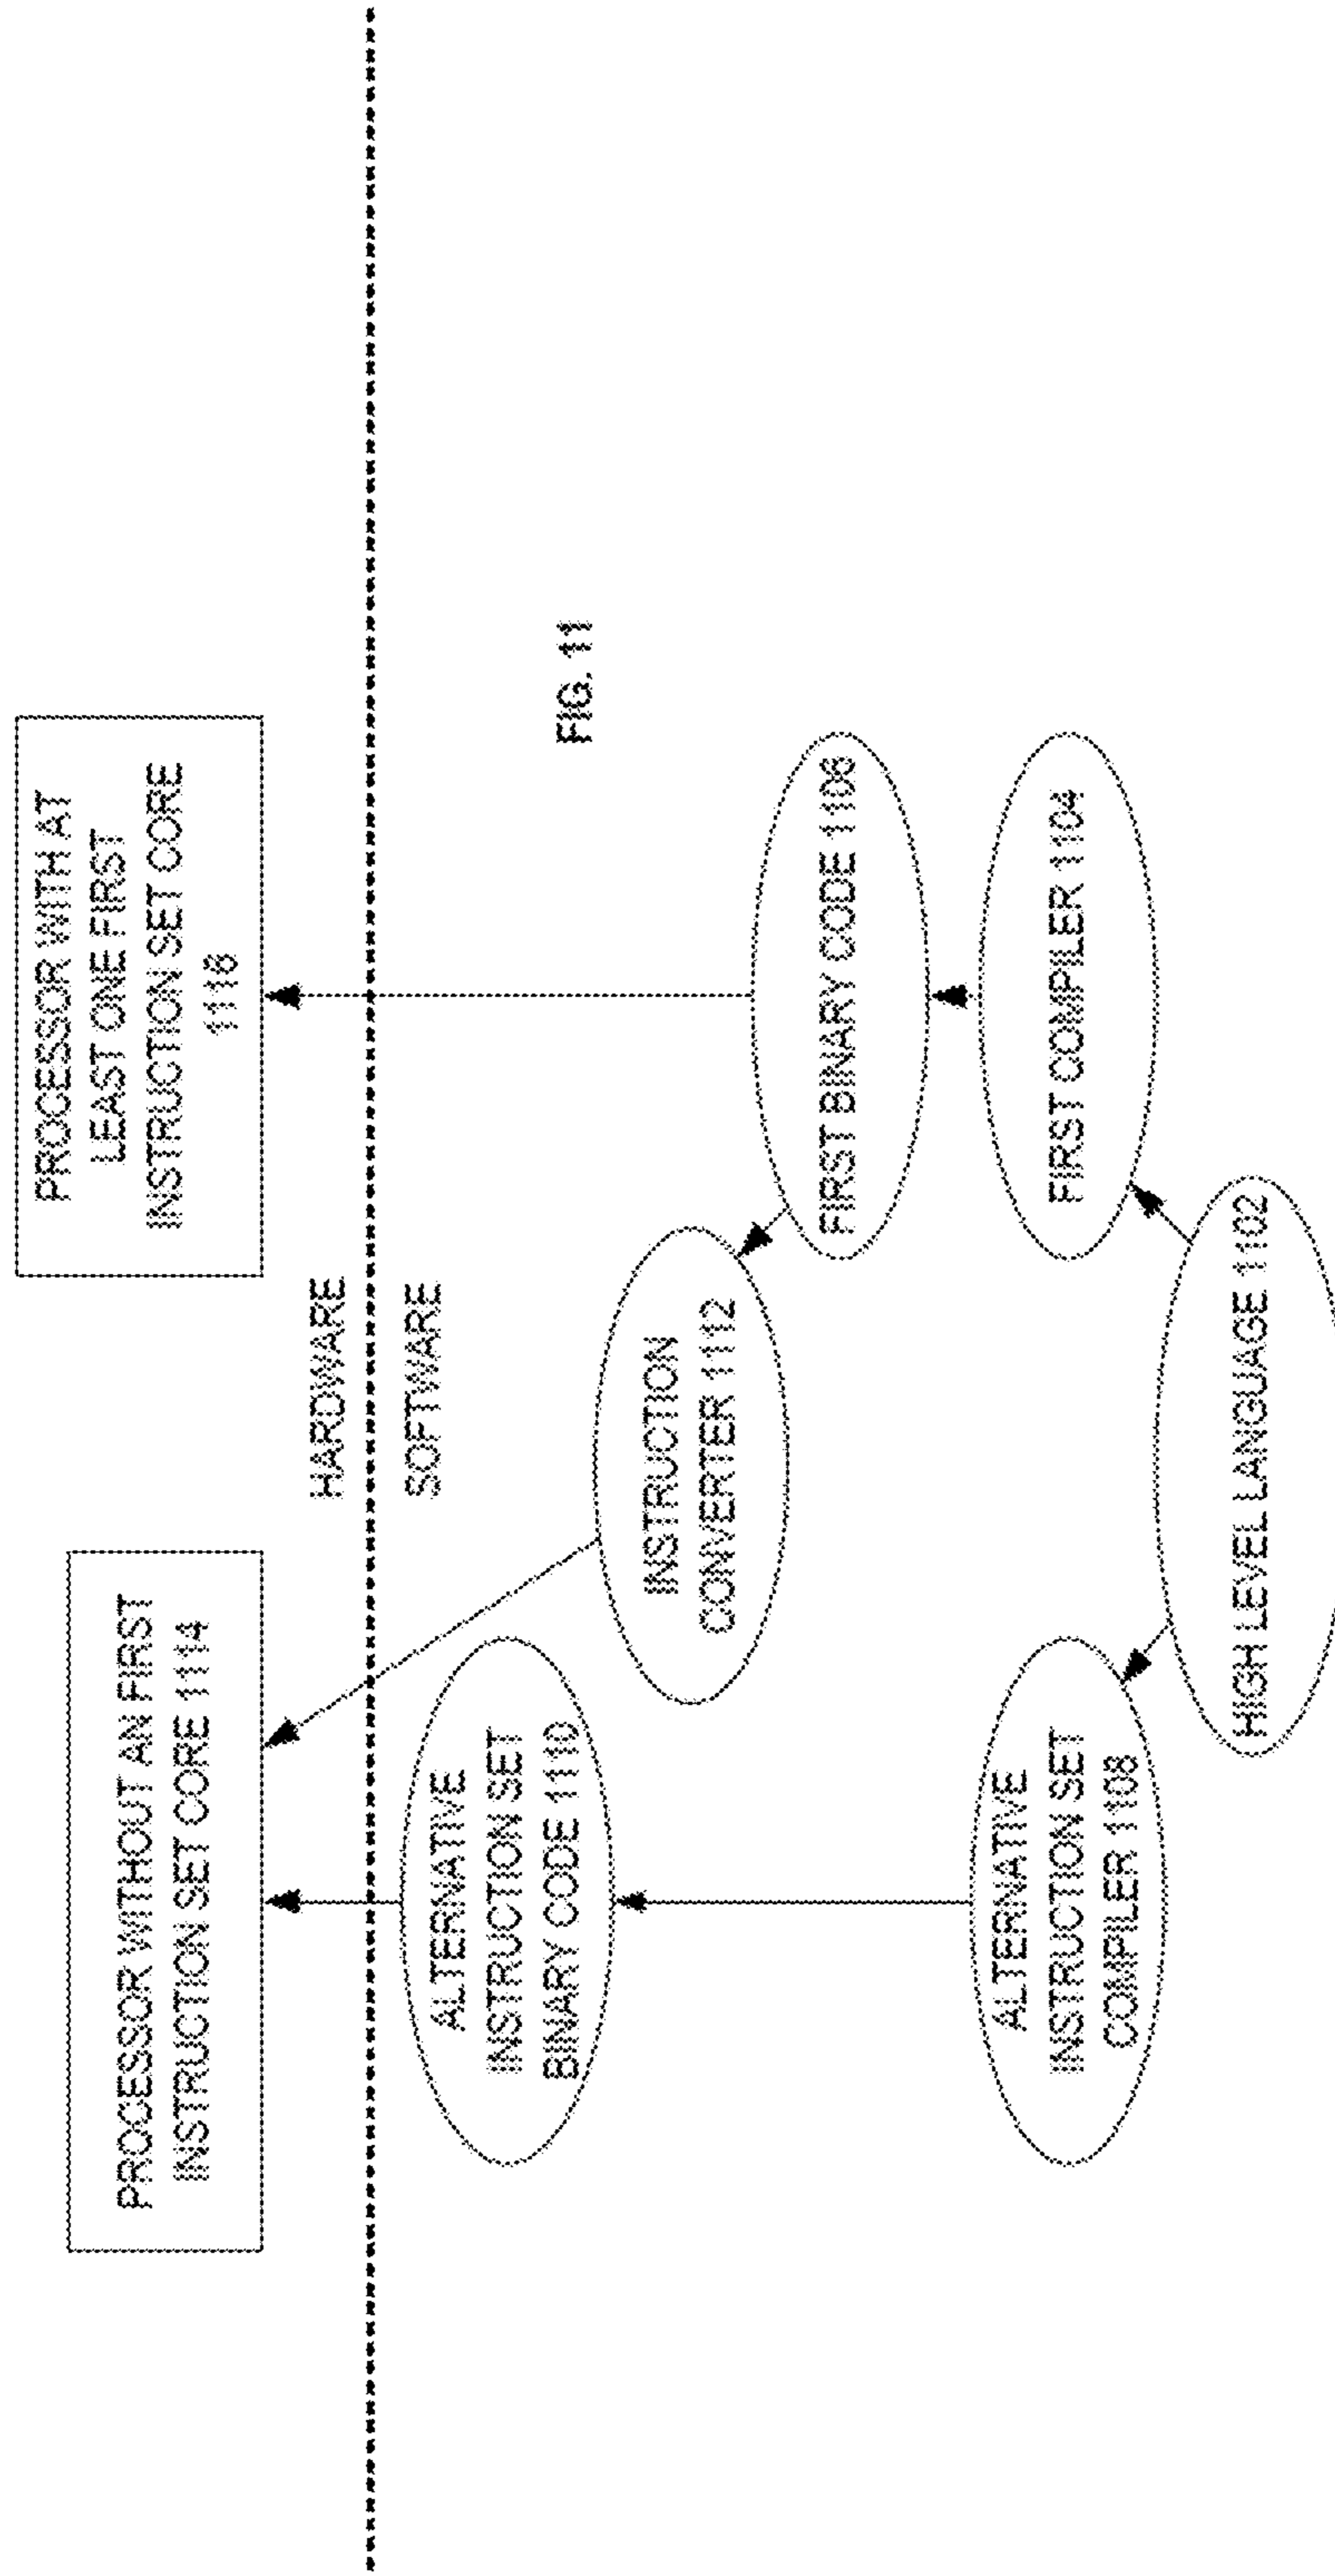 PROCESSOR WITHOUT AN FIRST
INSTRUCTION SET CORE 1114
PROCESSOR WITH AT
LEAST ONE FIRST
INSTRUCTION SET CORE
1116
HARDWARE
SOFTWARE
ALTERNATIVE
INSTRUCTION SET
BINARY CODE 1110
INSTRUCTION
CONVERTER 1112
FIG. 11
FIRST BINARY CODE 1106
ALTERNATIVE
INSTRUCTION SET
COMPILER 1108
FIRST COMPILER 1104
HIGH LEVEL LANGUAGE 1102